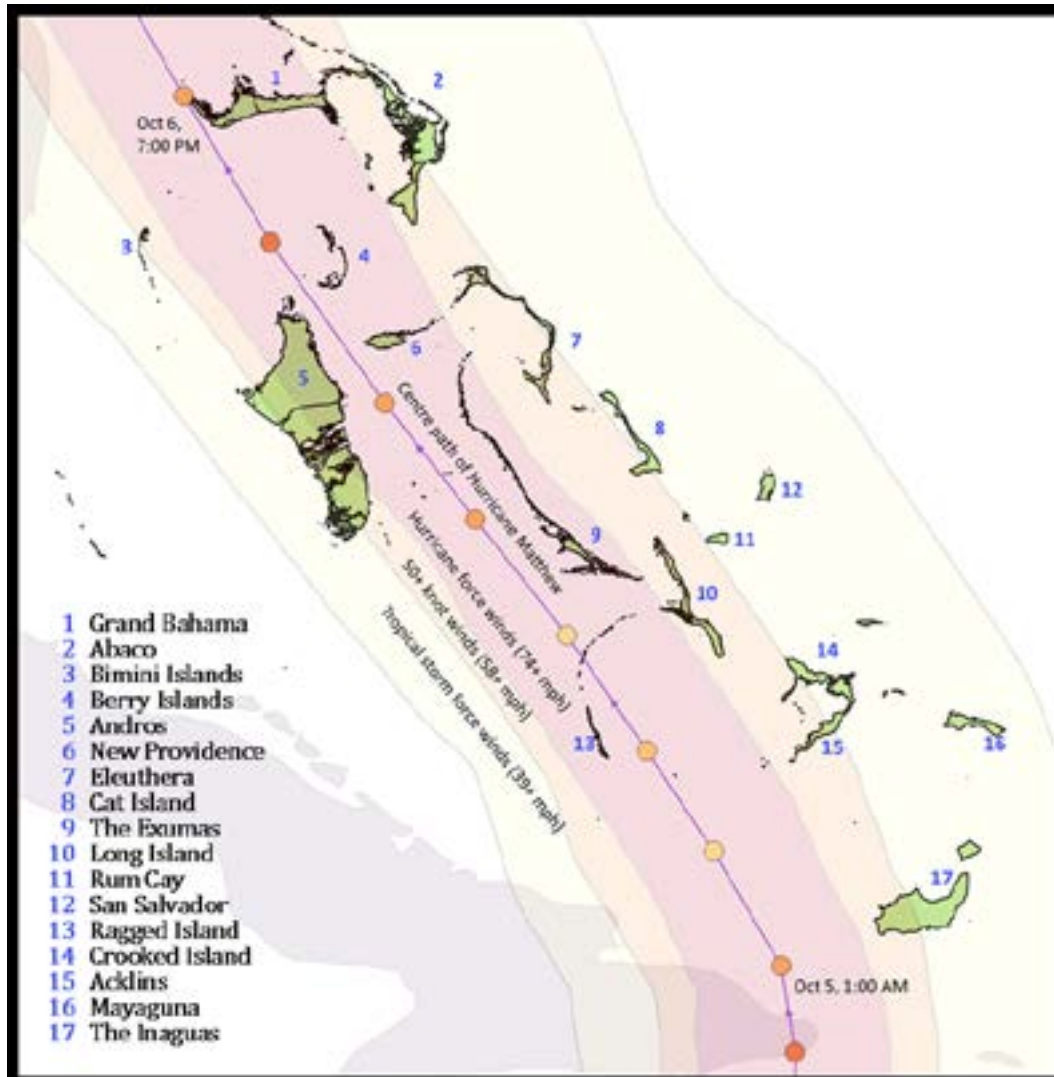 1
2
Oct 6,
7:00 PM
3
4
5
6
7
8
9
10
11
12
13
14
15
16
17
Centre path of Hurricane Matthew
Hurricane force winds (74+ mph)
50+ knot winds (58+ mph)
Tropical storm force winds (39+ mph)
Oct 5, 1:00 AM
1 Grand Bahama
2 Abaco
3 Bimini Islands
4 Berry Islands
5 Andros
6 New Providence
7 Eleuthera
8 Cat Island
9 The Exumas
10 Long Island
11 Rum Cay
12 San Salvador
13 Ragged Island
14 Crooked Island
15 Acklins
16 Mayaguna
17 The Inaguas